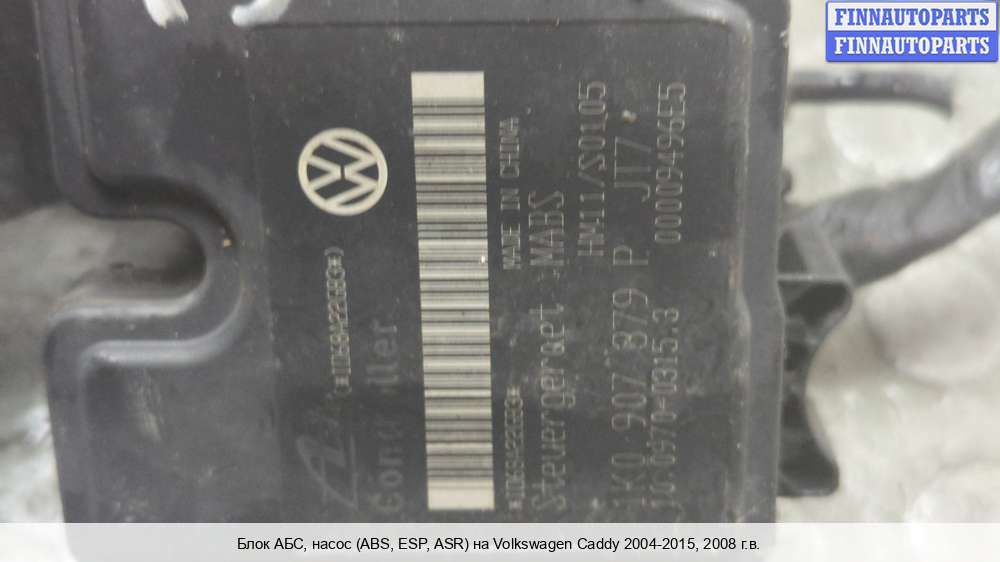 FINNAUTOPARTS
FINNAUTOPARTS
MADE IN CHINA
Steuergeraet MABS
HM11/S0105
1K0 907 379 P JT7
10.0970-0315.3
00009496E5
Блок АБС, насос (ABS, ESP, ASR) на Volkswagen Caddy 2004-2015, 2008 г.в.